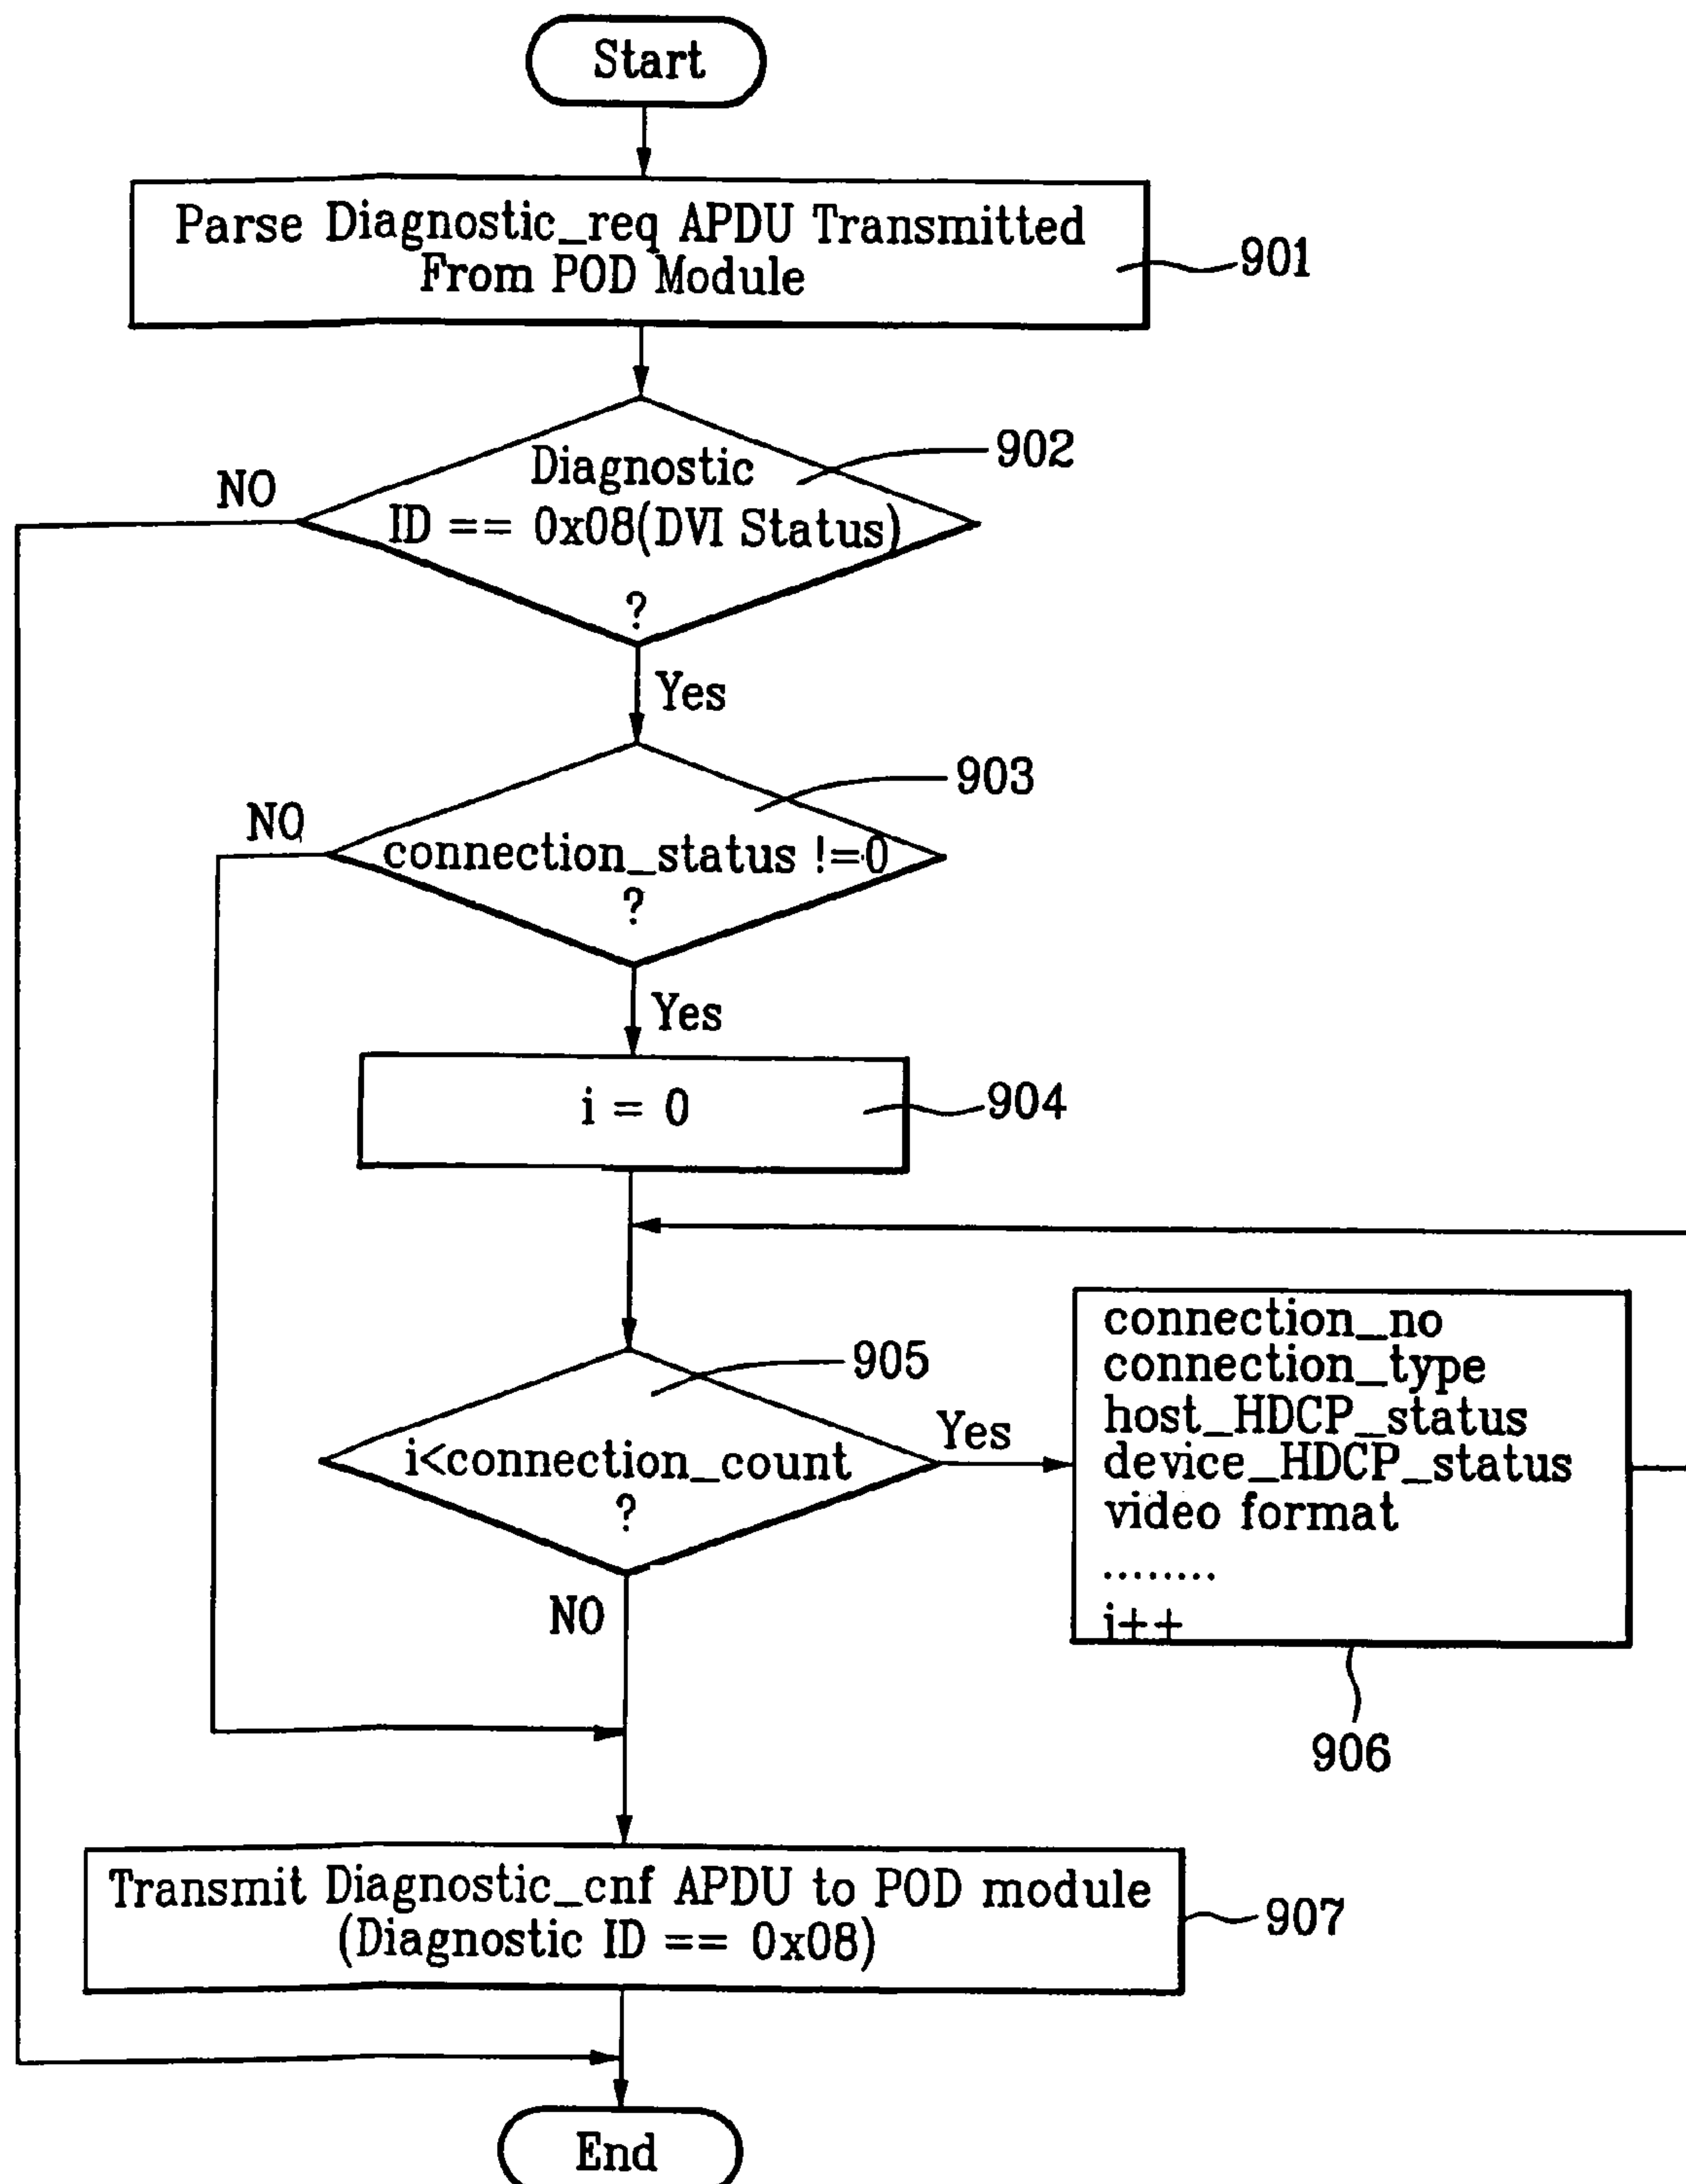 Start
Parse Diagnostic_req APDU Transmitted
From POD Module
901
902
Diagnostic
ID == 0x08(DVI Status)
?
NO
Yes
903
NO
connection_status !=0
?
Yes
i = 0
904
905
i<connection_count
?
Yes
NO
connection_no
connection_type
host_HDCP_status
device_HDCP_status
video format
........
i++
906
Transmit Diagnostic_cnf APDU to POD module
(Diagnostic ID == 0x08)
907
End